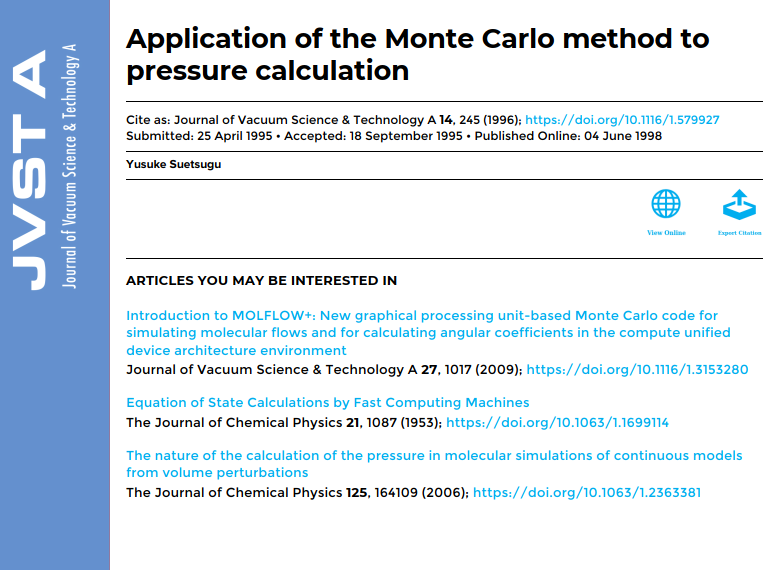 JVST A
Journal of Vacuum Science & Technology A
Application of the Monte Carlo method to
pressure calculation
Cite as: Journal of Vacuum Science & Technology A 14, 245 (1996); https://doi.org/10.1116/1.579927
Submitted: 25 April 1995 • Accepted: 18 September 1995 • Published Online: 04 June 1998
Yusuke Suetsugu
View Online
Export Citation
ARTICLES YOU MAY BE INTERESTED IN
Introduction to MOLFLOW+: New graphical processing unit-based Monte Carlo code for
simulating molecular flows and for calculating angular coefficients in the compute unified
device architecture environment
Journal of Vacuum Science & Technology A 27, 1017 (2009); https://doi.org/10.1116/1.3153280
Equation of State Calculations by Fast Computing Machines
The Journal of Chemical Physics 21, 1087 (1953); https://doi.org/10.1063/1.1699114
The nature of the calculation of the pressure in molecular simulations of continuous models
from volume perturbations
The Journal of Chemical Physics 125, 164109 (2006); https://doi.org/10.1063/1.2363381